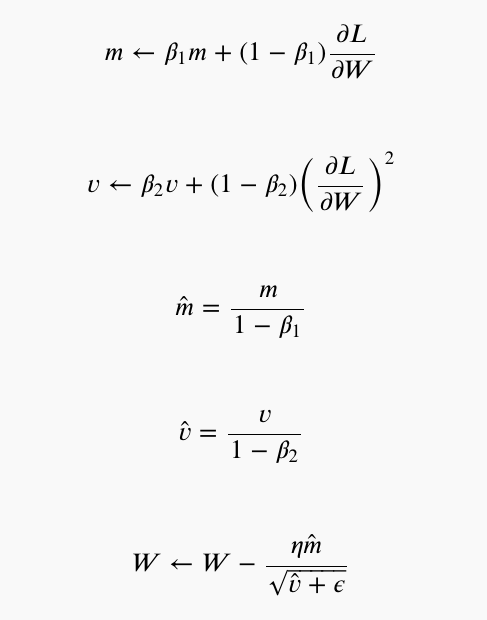 m ← β₁m + (1 − β₁) ∂L/∂W
v ← β₂v + (1 − β₂) (∂L/∂W)²
m̂ = m / (1 − β₁)
v̂ = v / (1 − β₂)
W ← W − ηm̂ / √(v̂ + ϵ)